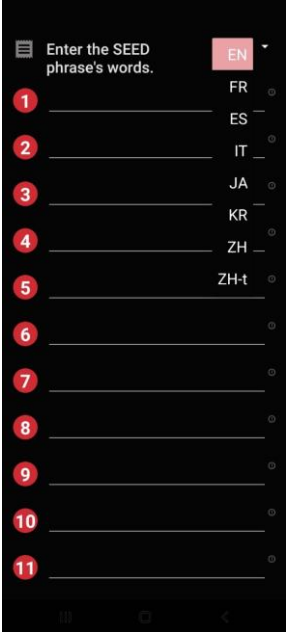 Enter the SEED
phrase's words.
EN
FR
ES
IT
JA
KR
ZH
ZH-t
1
2
3
4
5
6
7
8
9
10
11